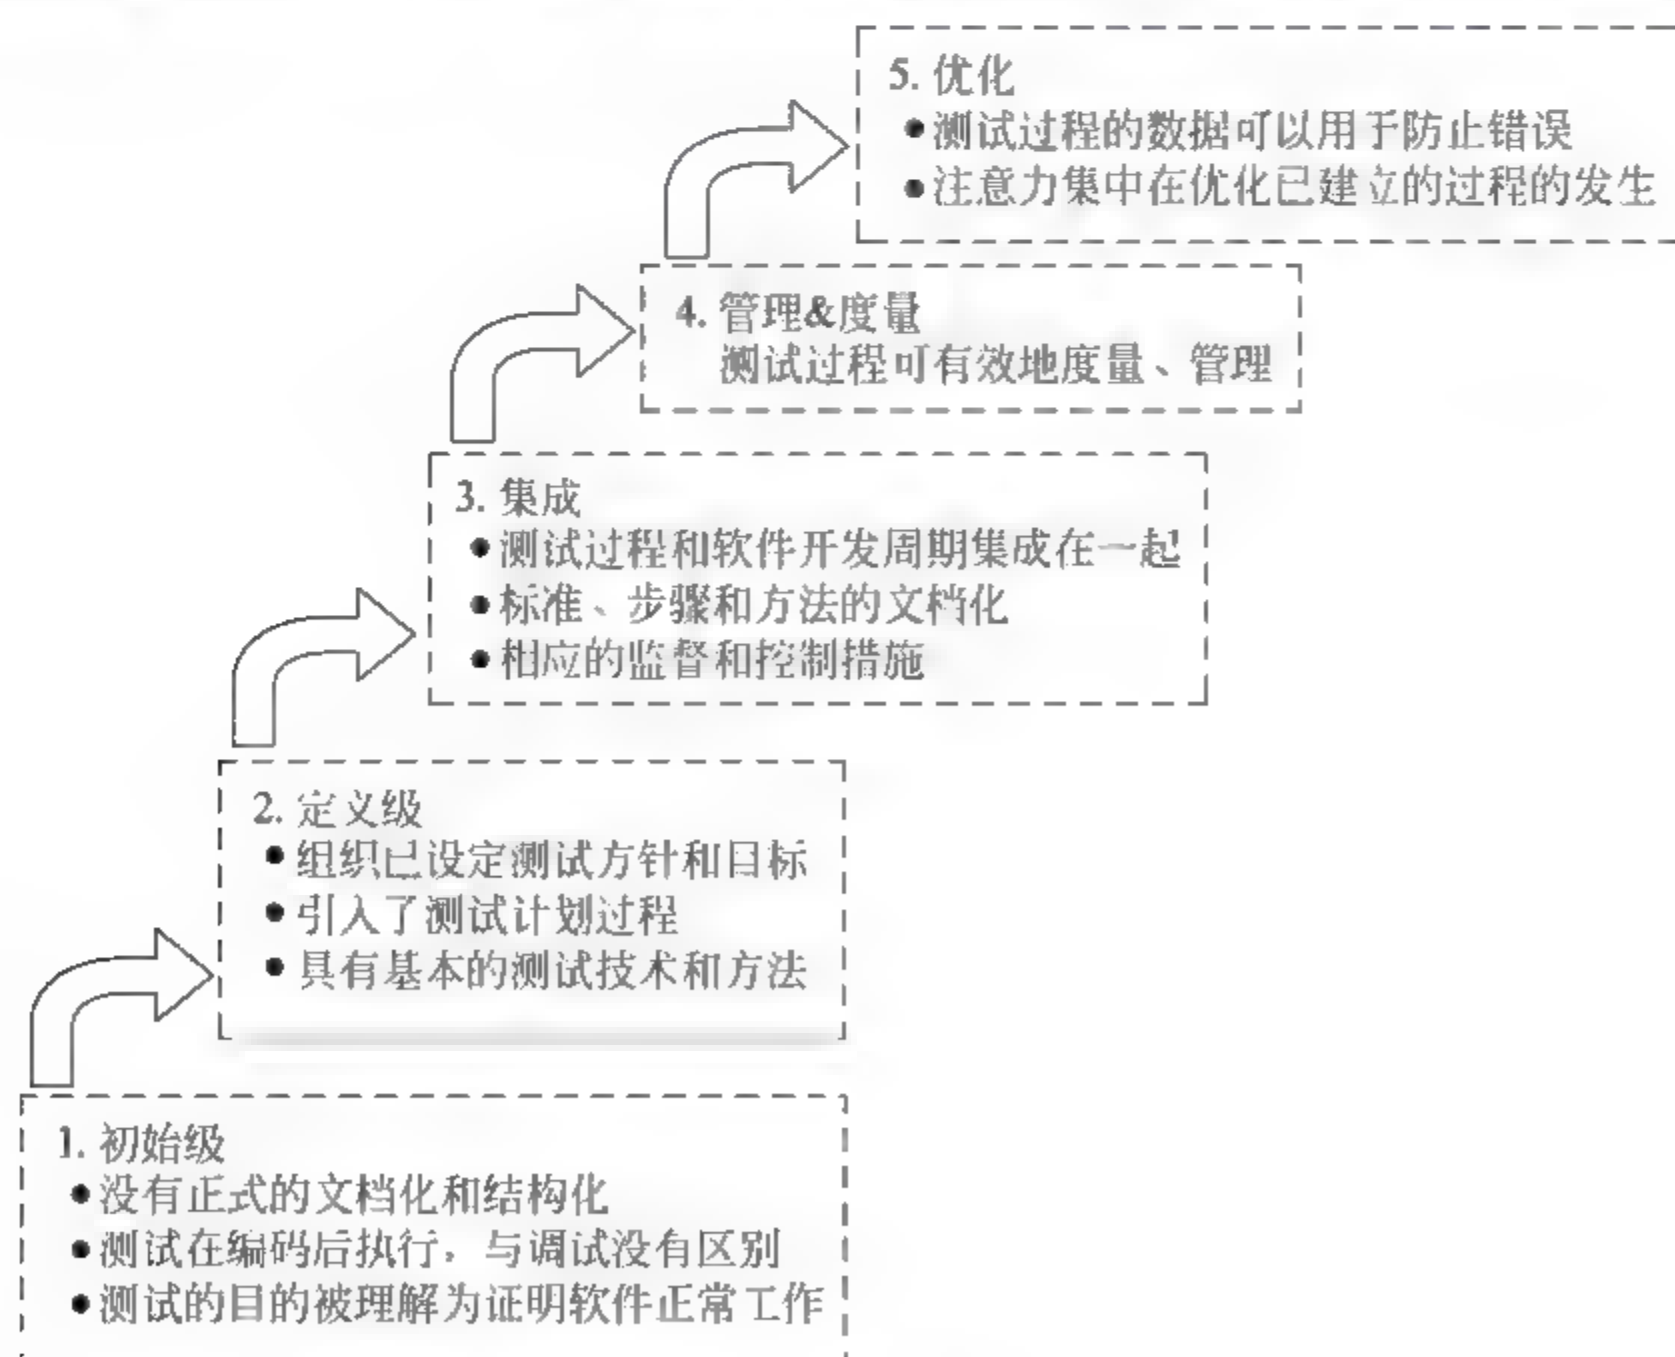 5. 优化
●测试过程的数据可以用于防止错误
●注意力集中在优化已建立的过程的发生
4. 管理&度量
测试过程可有效地度量、管理
3. 集成
●测试过程和软件开发周期集成在一起
●标准、步骤和方法的文档化
●相应的监督和控制措施
2. 定义级
●组织已设定测试方针和目标
●引入了测试计划过程
●具有基本的测试技术和方法
1. 初始级
●没有正式的文档化和结构化
●测试在编码后执行，与调试没有区别
●测试的目的被理解为证明软件正常工作